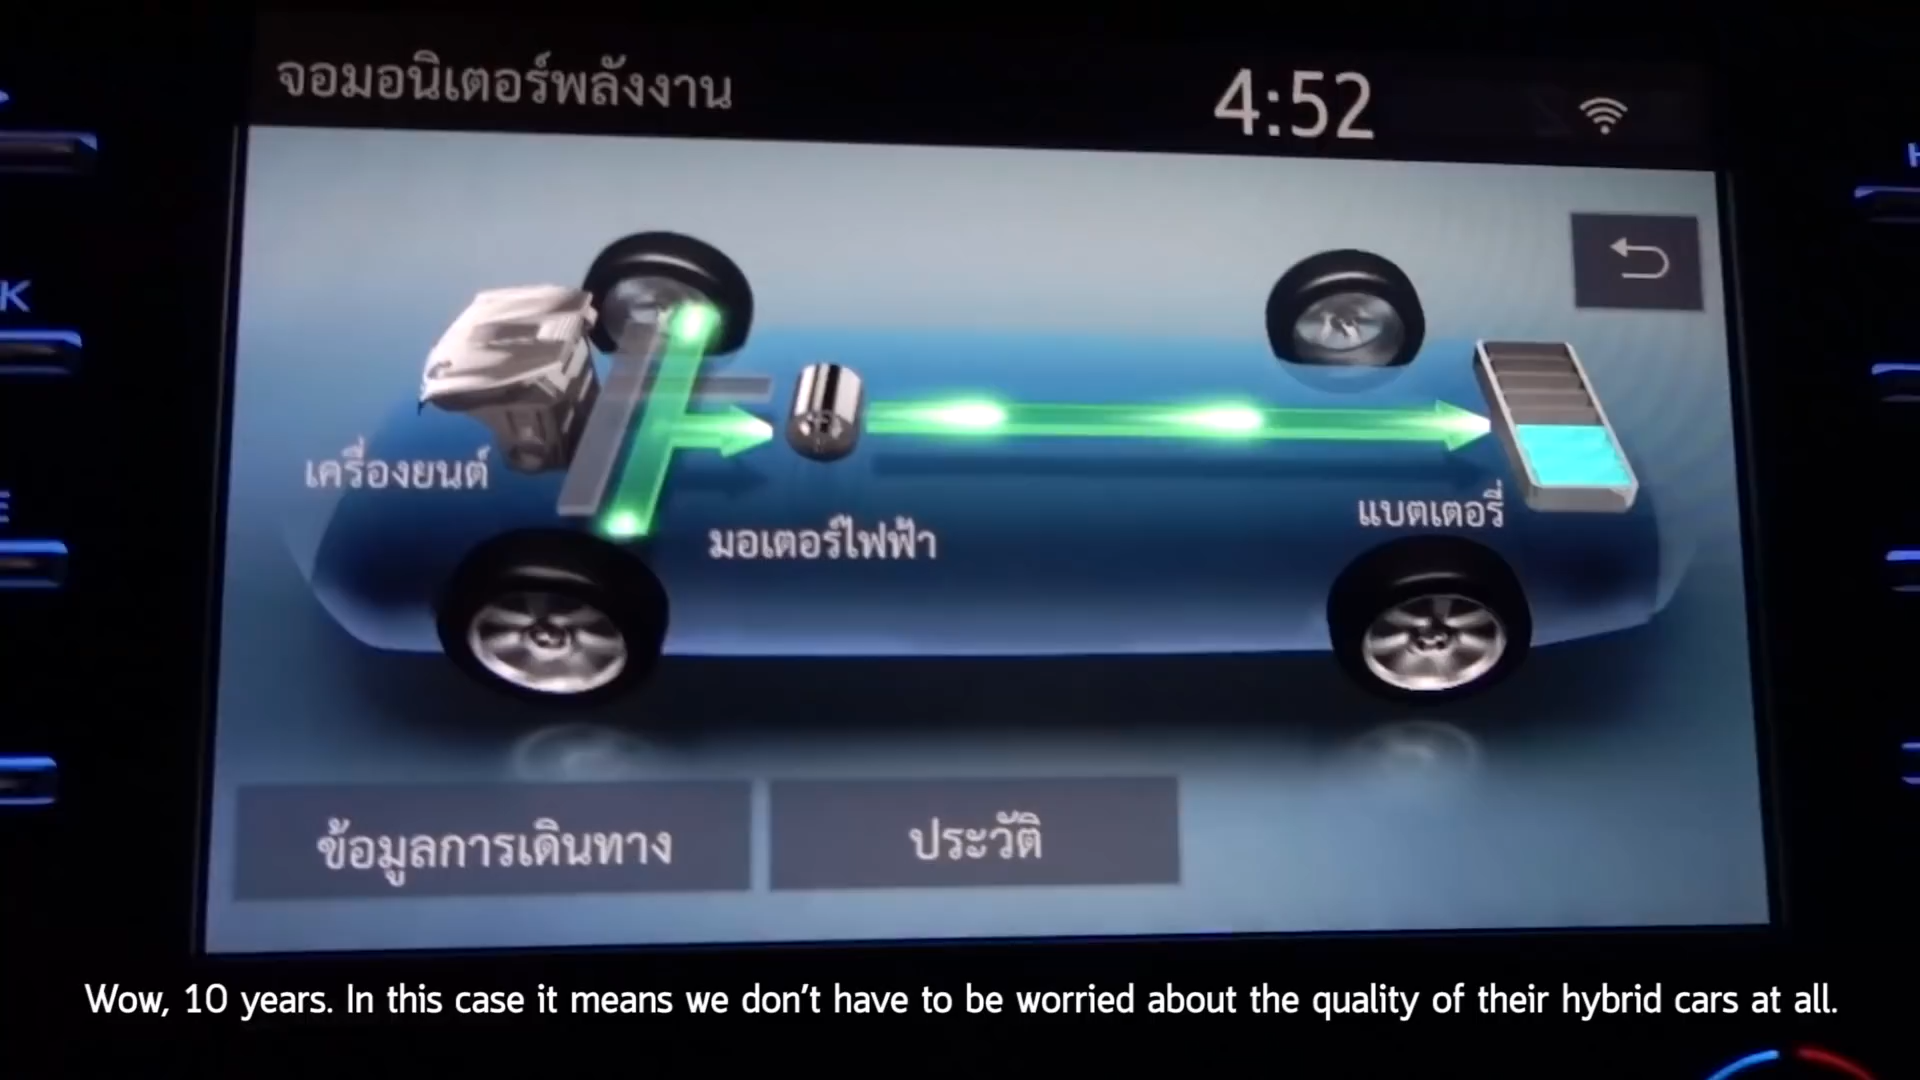 จอมอนิเตอร์พลังงาน
4:52
K
E
H
เครื่องยนต์
มอเตอร์ไฟฟ้า
แบตเตอรี่
ข้อมูลการเดินทาง
ประวัติ
Wow, 10 years. In this case it means we don't have to be worried about the quality of their hybrid cars at all.